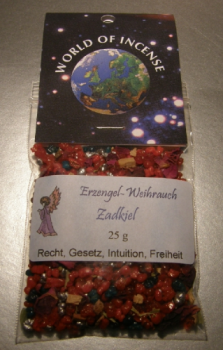 WORLD OF INCENSE
Erzengel-Weihrauch
Zadkiel
25 g
Recht, Gesetz, Intuition, Freiheit